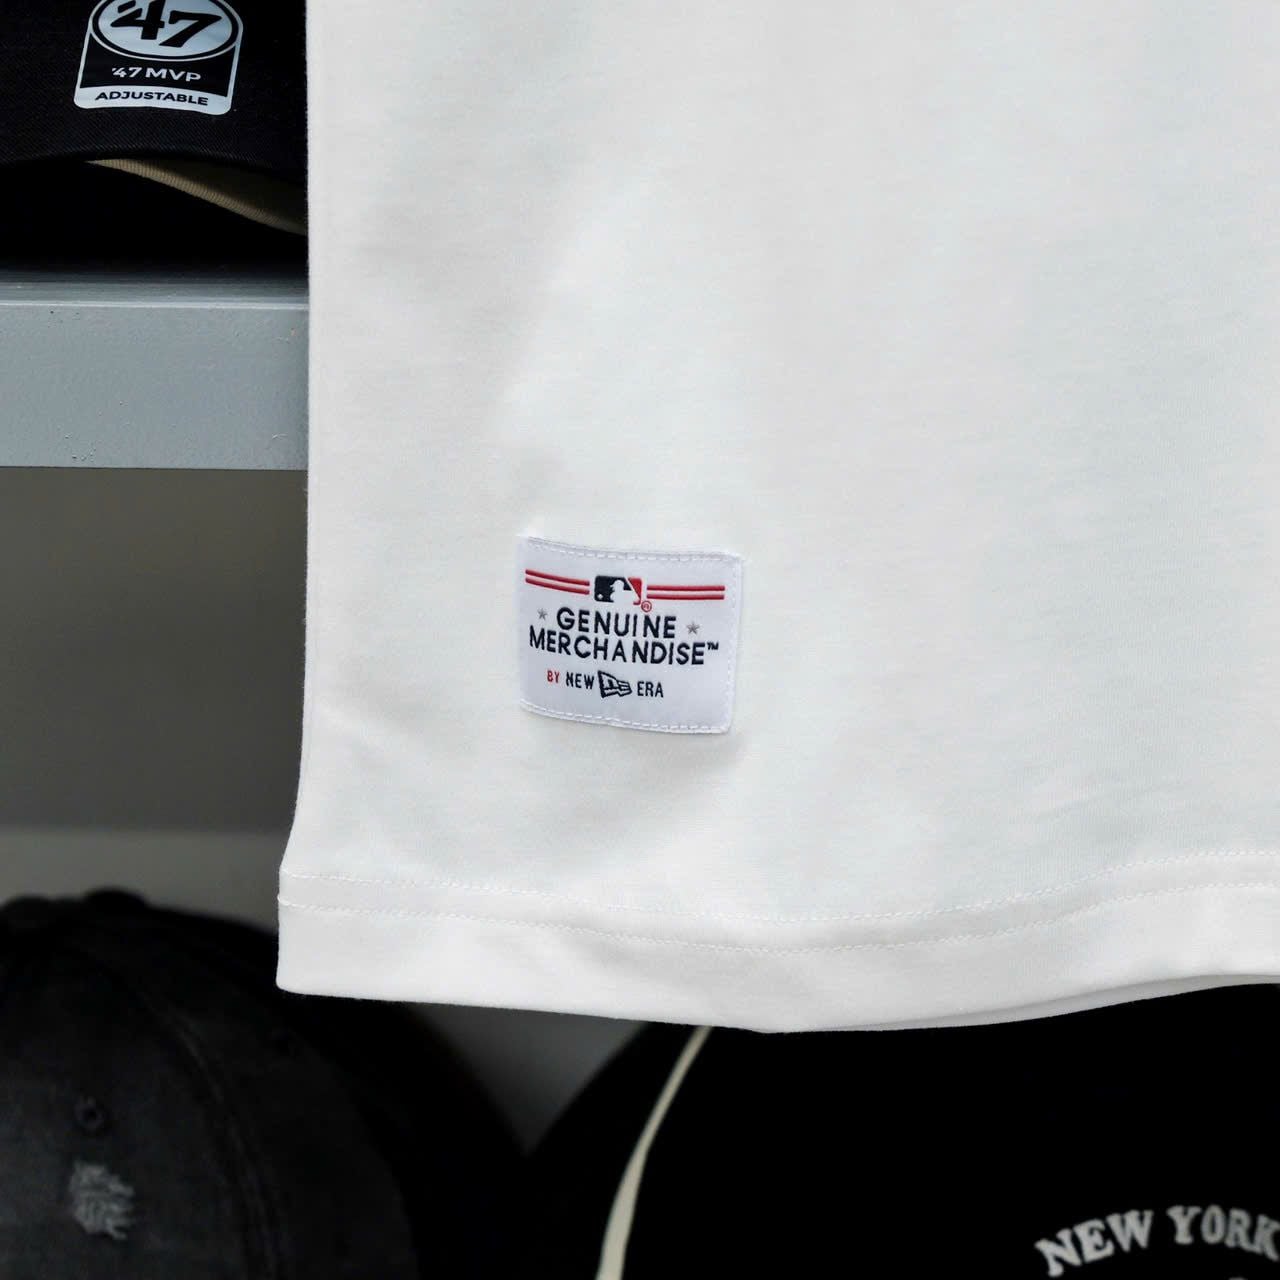 47
'47 MVP
ADJUSTABLE
GENUINE
MERCHANDISE™
BY NEW ERA
NEW YORK